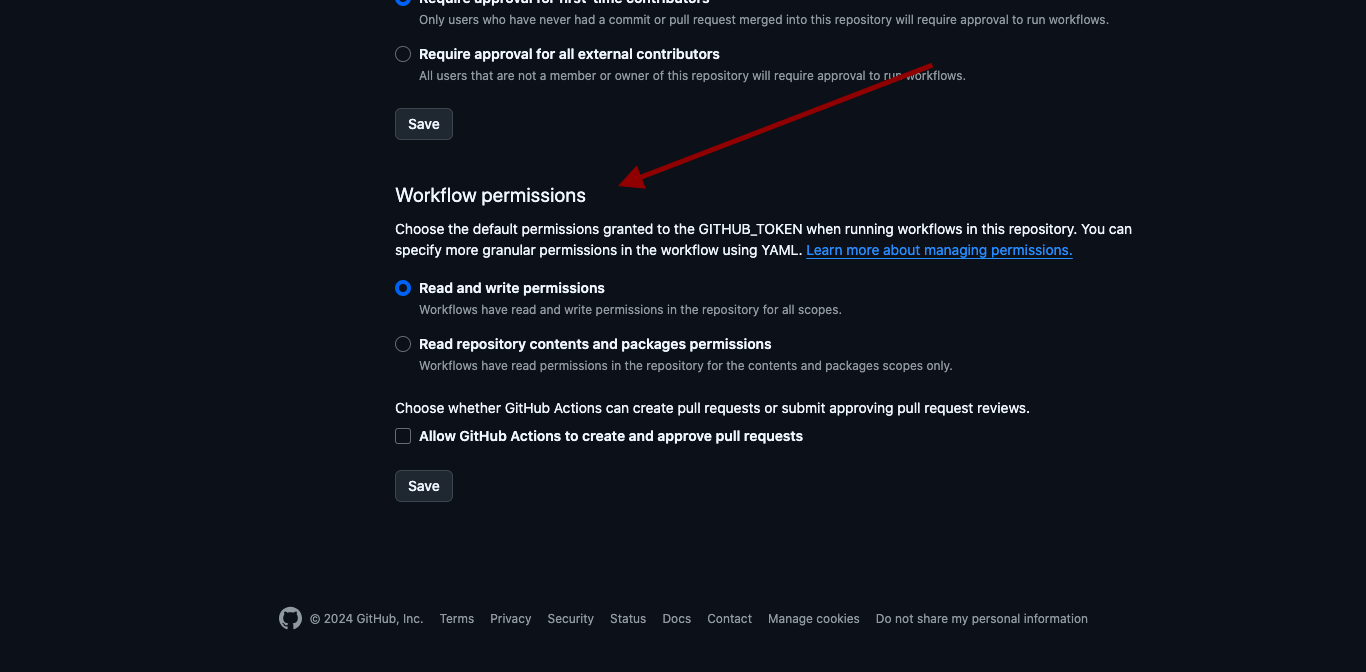 Require approval for first-time contributors
Only users who have never had a commit or pull request merged into this repository will require approval to run workflows.
Require approval for all external contributors
All users that are not a member or owner of this repository will require approval to run workflows.
Save
Workflow permissions
Choose the default permissions granted to the GITHUB_TOKEN when running workflows in this repository. You can
specify more granular permissions in the workflow using YAML. Learn more about managing permissions.
Read and write permissions
Workflows have read and write permissions in the repository for all scopes.
Read repository contents and packages permissions
Workflows have read permissions in the repository for the contents and packages scopes only.
Choose whether GitHub Actions can create pull requests or submit approving pull request reviews.
Allow GitHub Actions to create and approve pull requests
Save
© 2024 GitHub, Inc. Terms Privacy Security Status Docs Contact Manage cookies Do not share my personal information